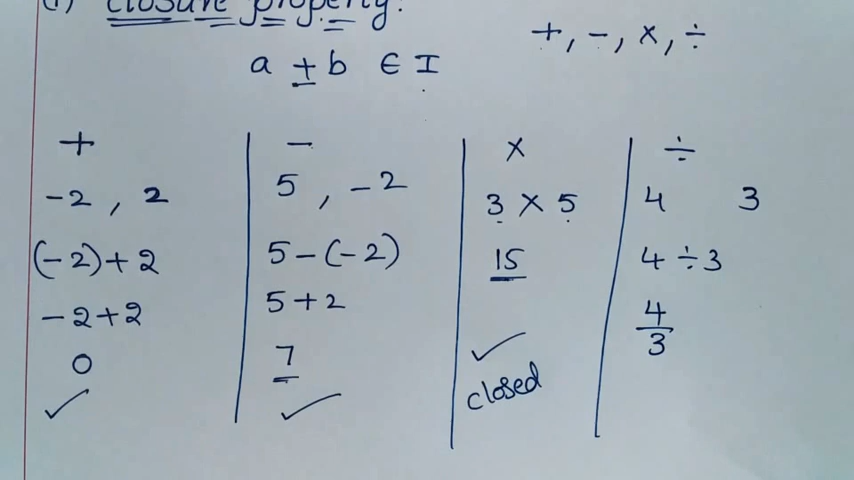 (1) closure property:
+, -, ×, ÷
a ± b ∈ I
+
-2 , 2
(-2)+2
-2+2
0
✓
-
5 , -2
5-(-2)
5+2
7
✓
×
3 × 5
15
✓
closed
÷
4 3
4 ÷ 3
4/3